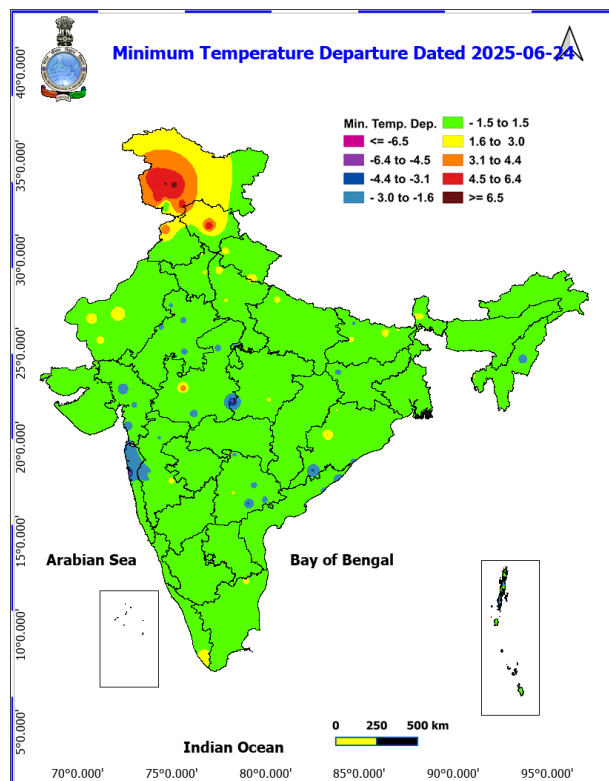 Minimum Temperature Departure Dated 2025-06-24
Min. Temp. Dep.
<= -6.5
-6.4 to -4.5
-4.4 to -3.1
- 3.0 to -1.6
- 1.5 to 1.5
1.6 to 3.0
3.1 to 4.4
4.5 to 6.4
>= 6.5
40°0.000'
35°0.000'
30°0.000'
25°0.000'
20°0.000'
15°0.000'
10°0.000'
5°0.000'
Arabian Sea
Bay of Bengal
Indian Ocean
0 250 500 km
70°0.000' 75°0.000' 80°0.000' 85°0.000' 90°0.000' 95°0.000'